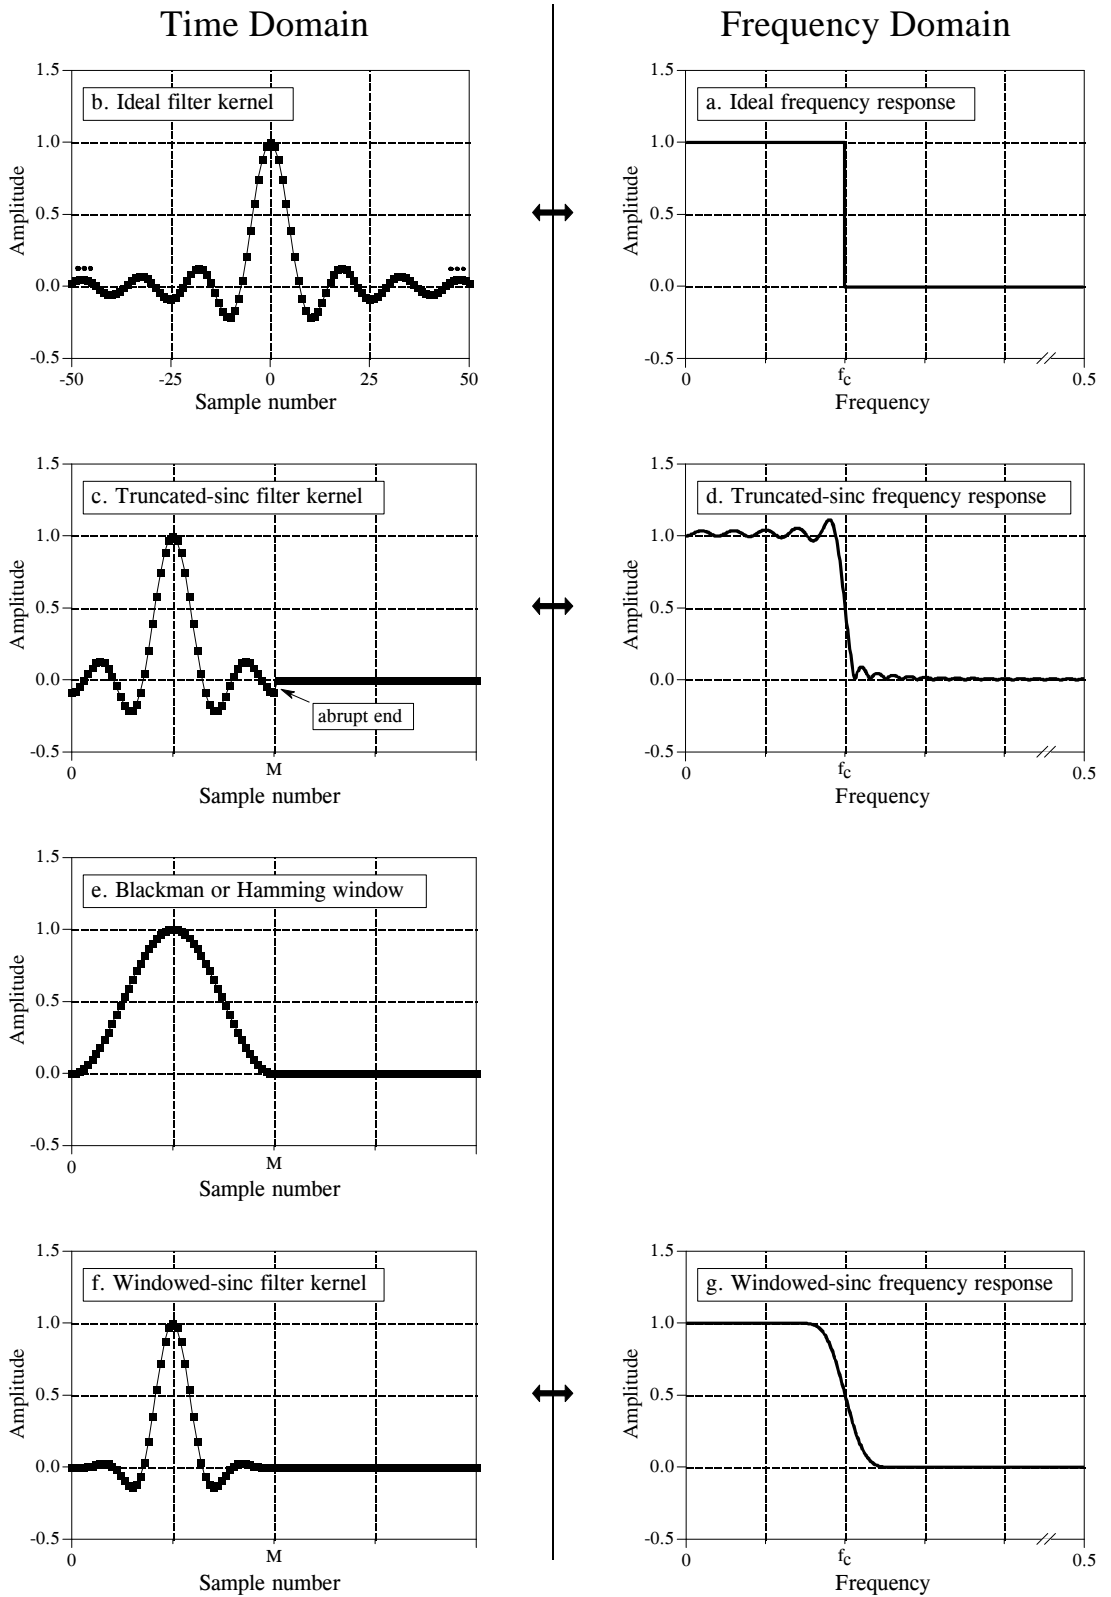 Time Domain
Frequency Domain
1.5
b. Ideal filter kernel
1.0
0.5
0.0
-0.5
Amplitude
-50
-25
0
25
50
Sample number
1.5
a. Ideal frequency response
1.0
0.5
0.0
-0.5
Amplitude
0
fc
0.5
Frequency
1.5
c. Truncated-sinc filter kernel
1.0
0.5
0.0
-0.5
Amplitude
abrupt end
0
M
Sample number
1.5
d. Truncated-sinc frequency response
1.0
0.5
0.0
-0.5
Amplitude
0
fc
0.5
Frequency
1.5
e. Blackman or Hamming window
1.0
0.5
0.0
-0.5
Amplitude
0
M
Sample number
1.5
f. Windowed-sinc filter kernel
1.0
0.5
0.0
-0.5
Amplitude
0
M
Sample number
1.5
g. Windowed-sinc frequency response
1.0
0.5
0.0
-0.5
Amplitude
0
fc
0.5
Frequency